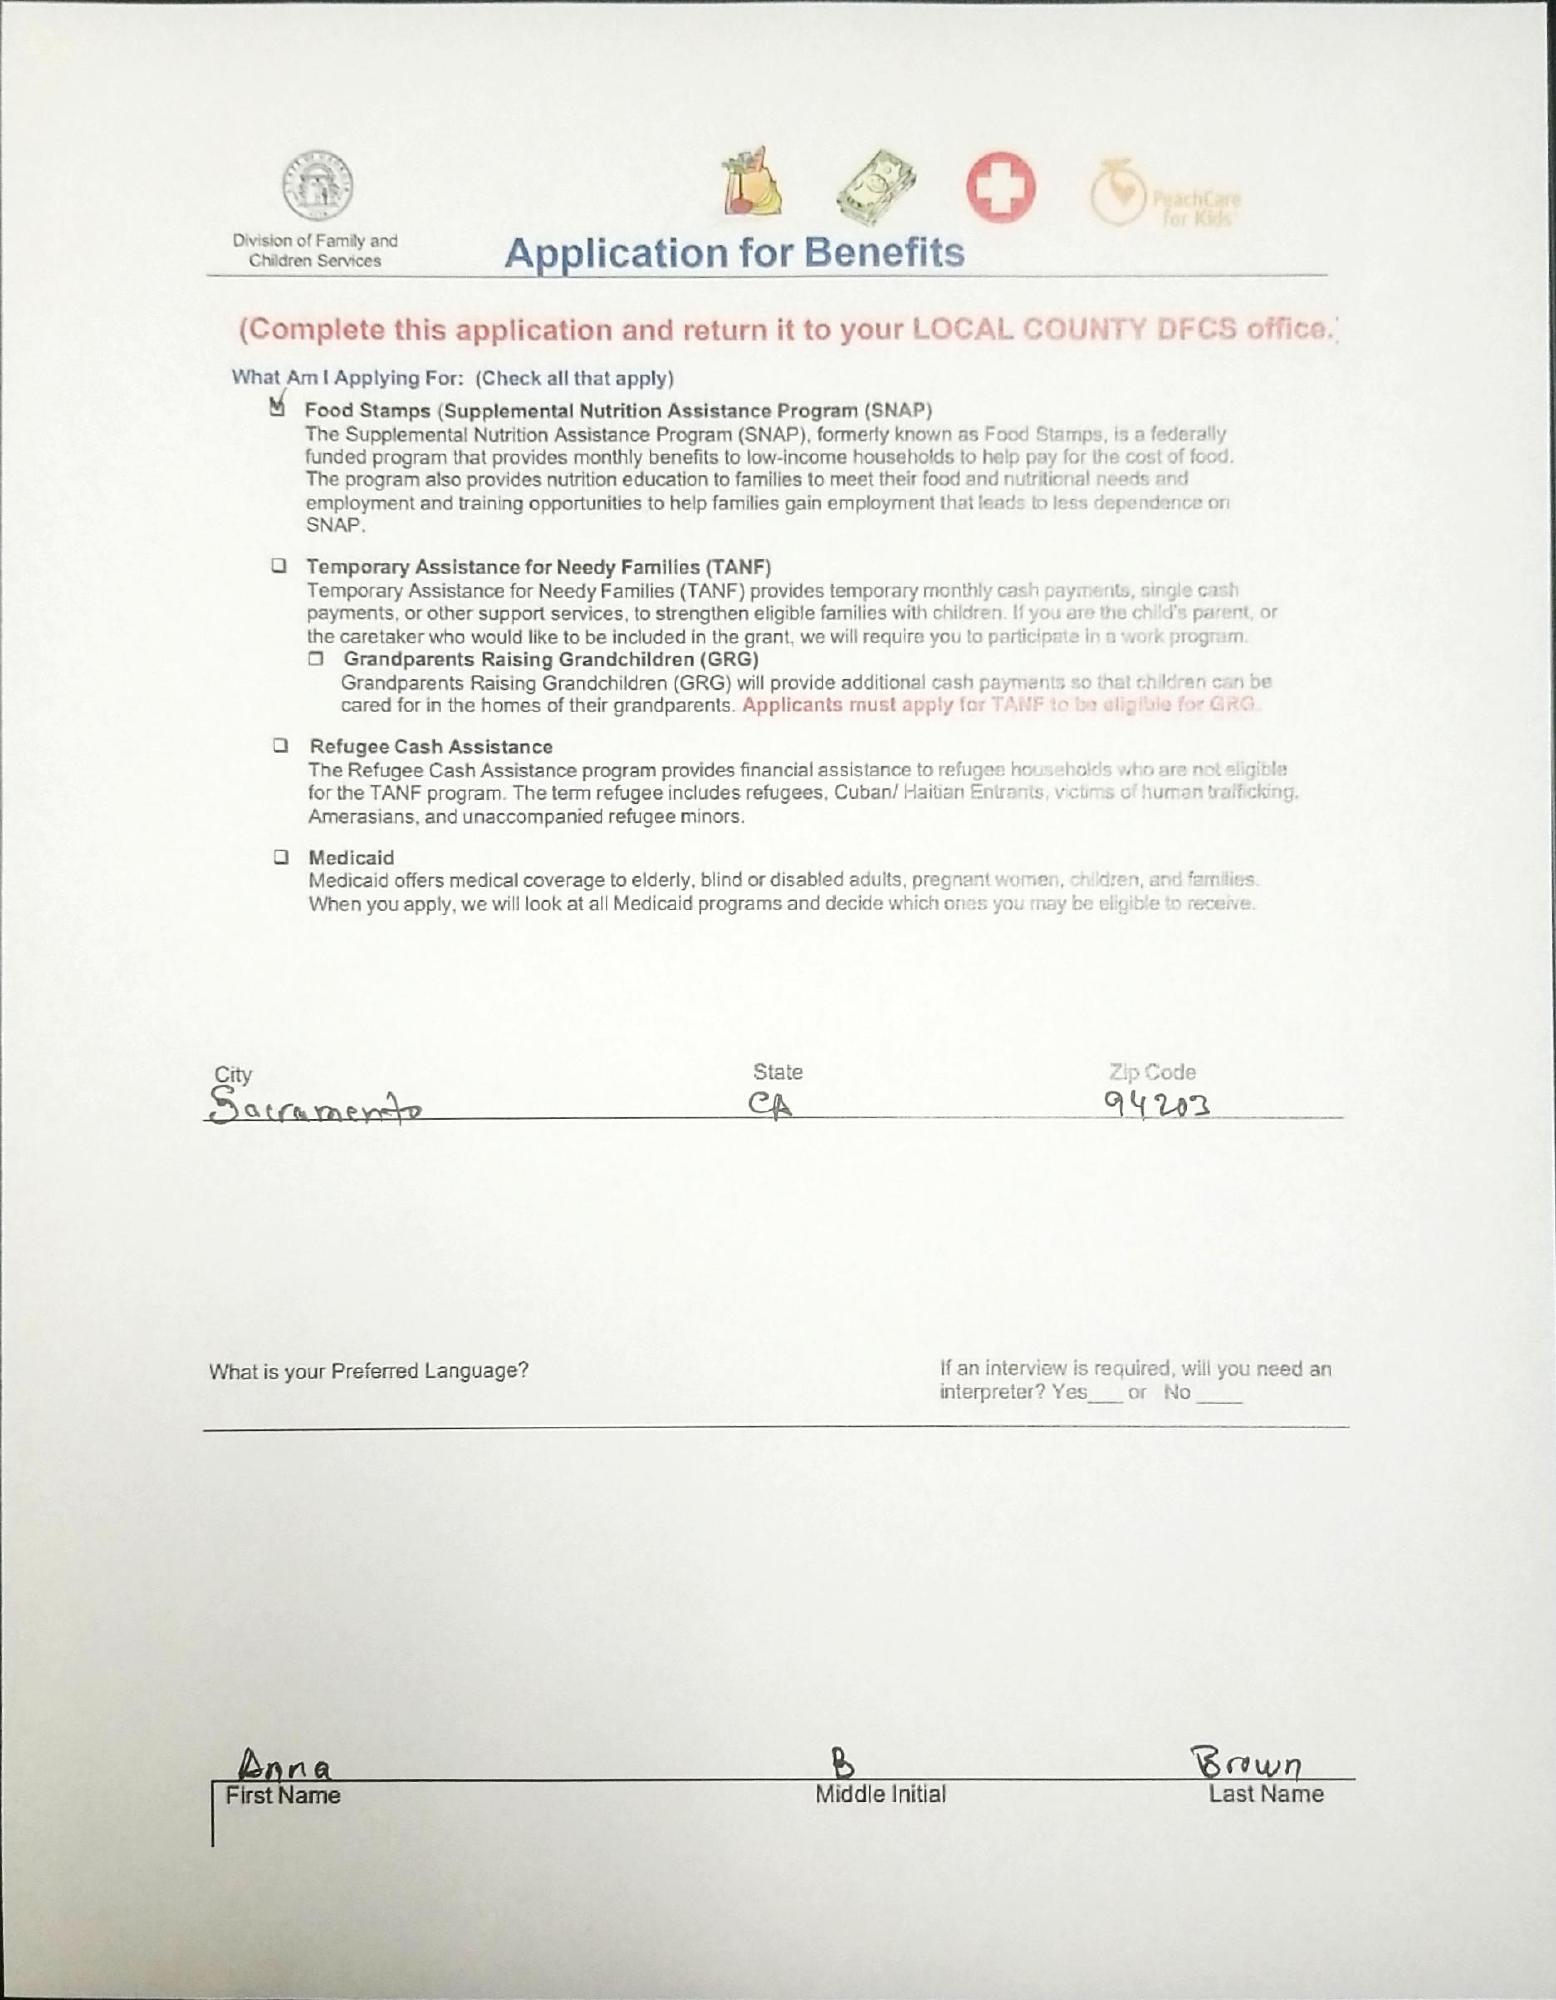 PeachCare
for Kids
Division of Family and
Children Services
Application for Benefits
(Complete this application and return it to your LOCAL COUNTY DFCS office.)
What Am I Applying For: (Check all that apply)
Food Stamps (Supplemental Nutrition Assistance Program (SNAP)
The Supplemental Nutrition Assistance Program (SNAP), formerly known as Food Stamps, is a federally
funded program that provides monthly benefits to low-income households to help pay for the cost of food.
The program also provides nutrition education to families to meet their food and nutritional needs and
employment and training opportunities to help families gain employment that leads to less dependence on
SNAP.
Temporary Assistance for Needy Families (TANF)
Temporary Assistance for Needy Families (TANF) provides temporary monthly cash payments, single cash
payments, or other support services, to strengthen eligible families with children. If you are the child's parent, or
the caretaker who would like to be included in the grant, we will require you to participate in a work program.
Grandparents Raising Grandchildren (GRG)
Grandparents Raising Grandchildren (GRG) will provide additional cash payments so that children can be
cared for in the homes of their grandparents. Applicants must apply for TANF to be eligible for GRG.
Refugee Cash Assistance
The Refugee Cash Assistance program provides financial assistance to refugee households who are not eligible
for the TANF program. The term refugee includes refugees, Cuban/ Haitian Entrants, victims of human trafficking,
Amerasians, and unaccompanied refugee minors.
Medicaid
Medicaid offers medical coverage to elderly, blind or disabled adults, pregnant women, children, and families.
When you apply, we will look at all Medicaid programs and decide which ones you may be eligible to receive.
City State Zip Code
Sacramento CA 94203
What is your Preferred Language? If an interview is required, will you need an
interpreter? Yes___ or No ____
Anna B Brown
First Name Middle Initial Last Name